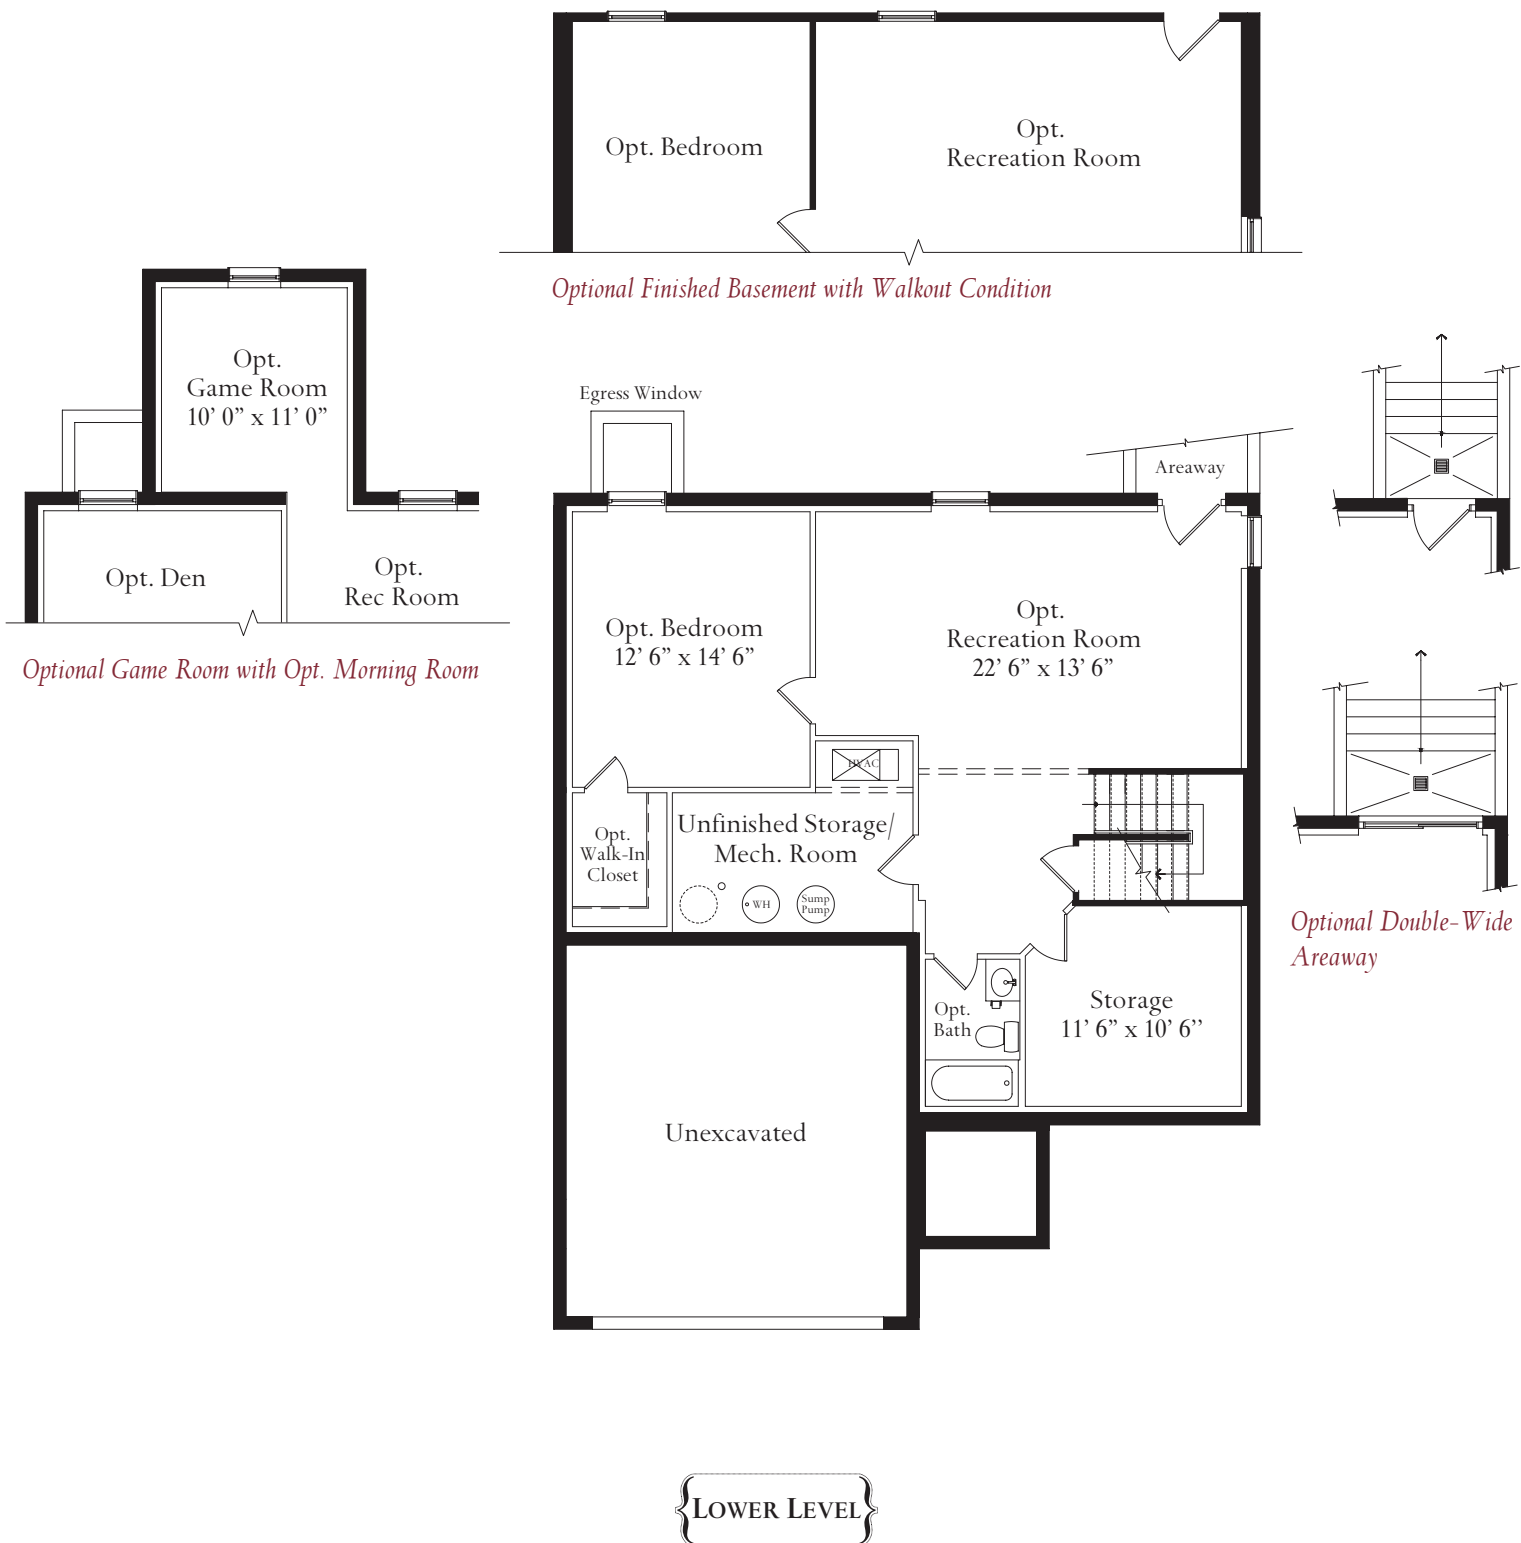 Opt. Bedroom
Opt.
Recreation Room
Optional Finished Basement with Walkout Condition
Opt.
Game Room
10’ 0” x 11’ 0”
Opt. Den
Opt.
Rec Room
Optional Game Room with Opt. Morning Room
Egress Window
Areaway
Opt. Bedroom
12’ 6” x 14’ 6”
Opt.
Recreation Room
22’ 6” x 13’ 6”
HVAC
Opt.
Walk-In
Closet
Unfinished Storage/
Mech. Room
WH
Sump
Pump
Opt.
Bath
Storage
11’ 6” x 10’ 6’’
Optional Double-Wide
Areaway
Unexcavated
LOWER LEVEL